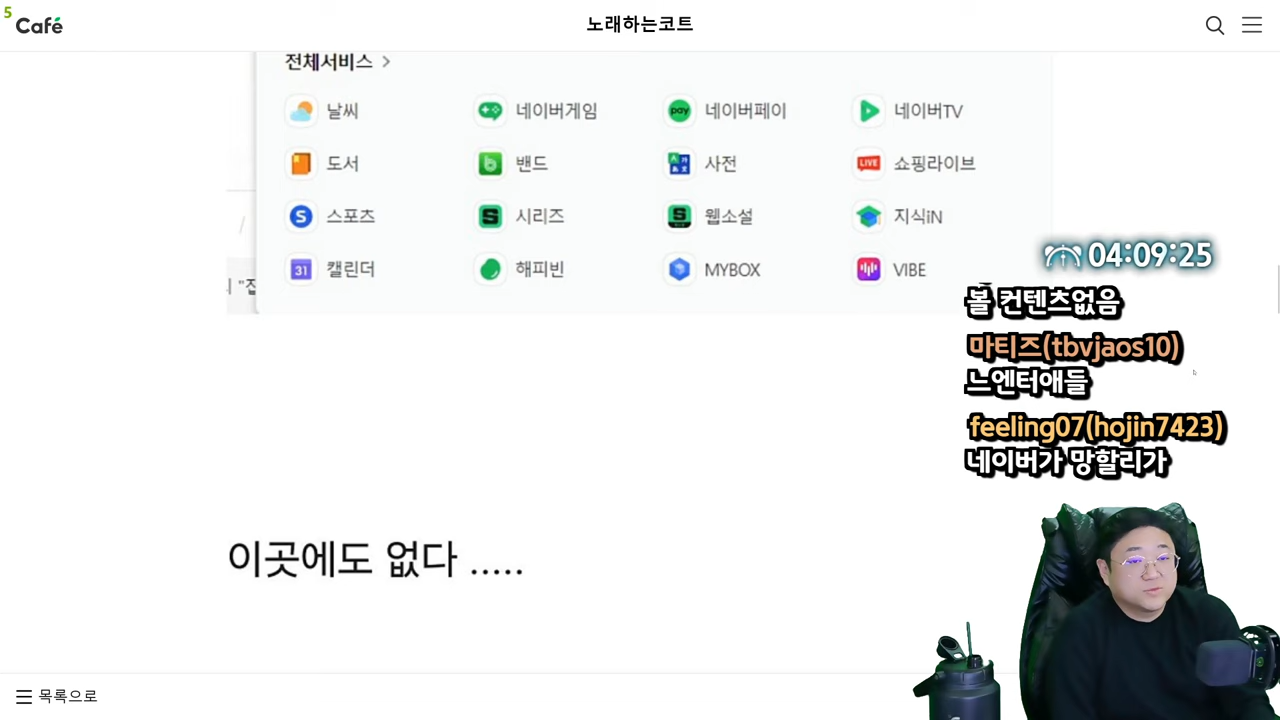 5
Café
노래하는코트
전체서비스 >
날씨
네이버게임
네이버페이
네이버TV
도서
밴드
사전
쇼핑라이브
스포츠
시리즈
웹소설
지식iN
캘린더
해피빈
MYBOX
VIBE
04:09:25
볼 컨텐츠없음
마티즈(tbvjaos10)
느엔터애들
feeling07(hojin7423)
네이버가 망할리가
이곳에도 없다 .....
목록으로